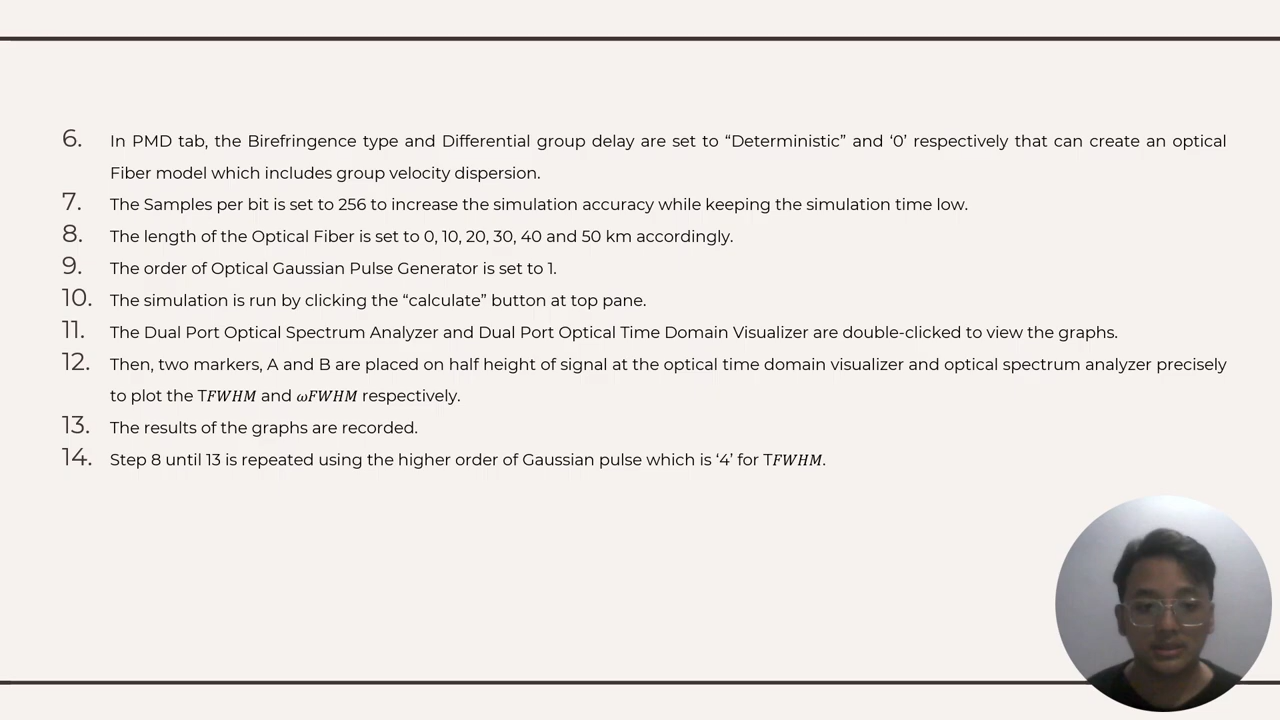 6. In PMD tab, the Birefringence type and Differential group delay are set to “Deterministic” and ‘0’ respectively that can create an optical
Fiber model which includes group velocity dispersion.
7. The Samples per bit is set to 256 to increase the simulation accuracy while keeping the simulation time low.
8. The length of the Optical Fiber is set to 0, 10, 20, 30, 40 and 50 km accordingly.
9. The order of Optical Gaussian Pulse Generator is set to 1.
10. The simulation is run by clicking the “calculate” button at top pane.
11. The Dual Port Optical Spectrum Analyzer and Dual Port Optical Time Domain Visualizer are double-clicked to view the graphs.
12. Then, two markers, A and B are placed on half height of signal at the optical time domain visualizer and optical spectrum analyzer precisely
to plot the T𝐹𝑊𝐻𝑀 and 𝜔𝐹𝑊𝐻𝑀 respectively.
13. The results of the graphs are recorded.
14. Step 8 until 13 is repeated using the higher order of Gaussian pulse which is ‘4’ for T𝐹𝑊𝐻𝑀.